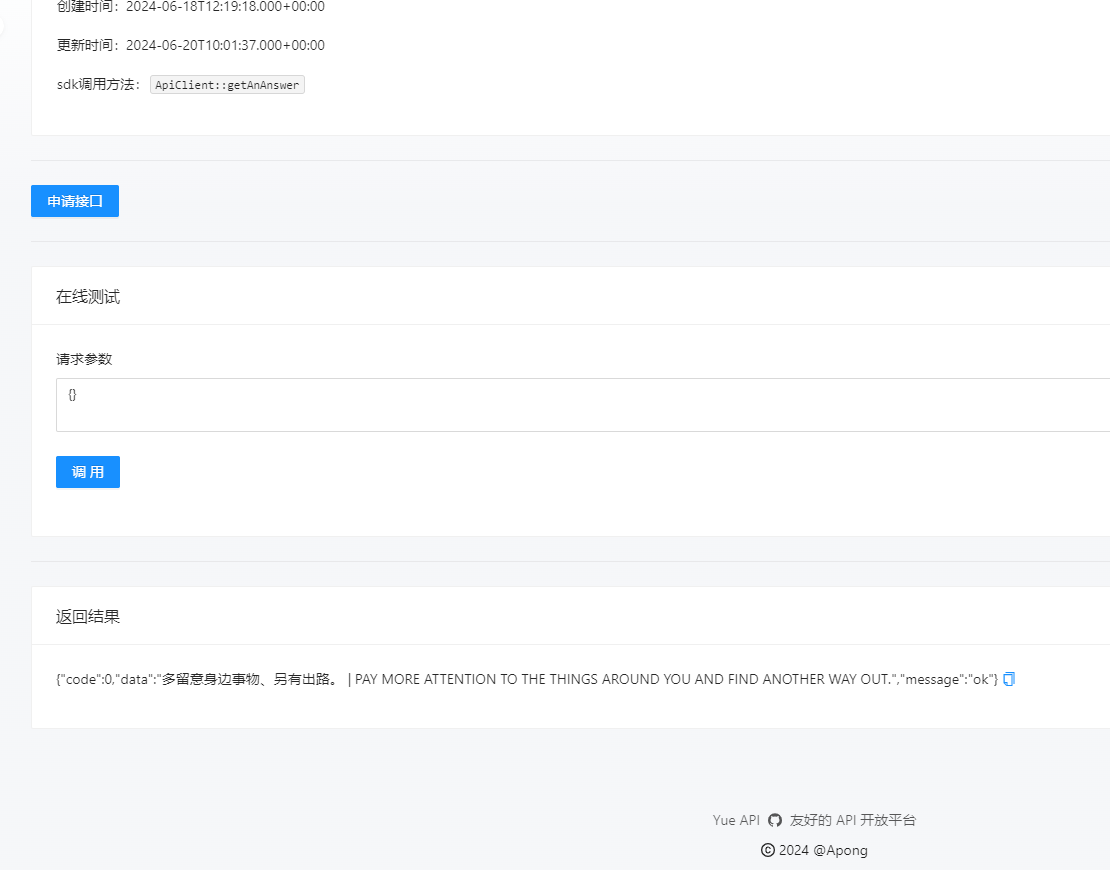 创建时间：2024-06-18T12:19:18.000+00:00
更新时间：2024-06-20T10:01:37.000+00:00
sdk调用方法： ApiClient::getAnAnswer
申请接口
在线测试
请求参数
{}
调 用
返回结果
{"code":0,"data":"多留意身边事物、另有出路。 | PAY MORE ATTENTION TO THE THINGS AROUND YOU AND FIND ANOTHER WAY OUT.","message":"ok"}
Yue API 友好的 API 开放平台
© 2024 @Apong